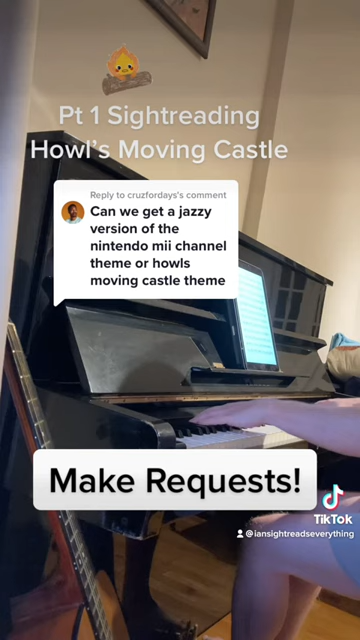 Pt 1 Sightreading
Howl's Moving Castle
Reply to cruzfordays's comment
Can we get a jazzy
version of the
nintendo mii channel
theme or howls
moving castle theme
Make Requests!
TikTok
@iansightreadseverything